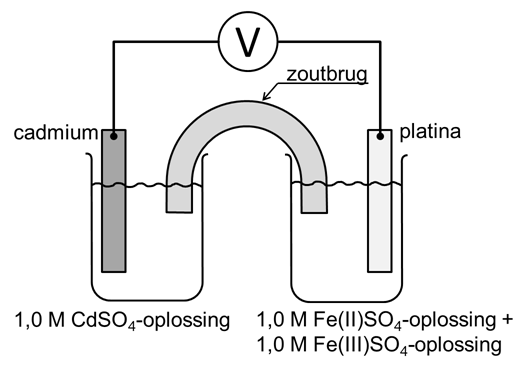 V
zoutbrug
cadmium
platina
1,0 M CdSO₄-oplossing
1,0 M Fe(II)SO₄-oplossing +
1,0 M Fe(III)SO₄-oplossing